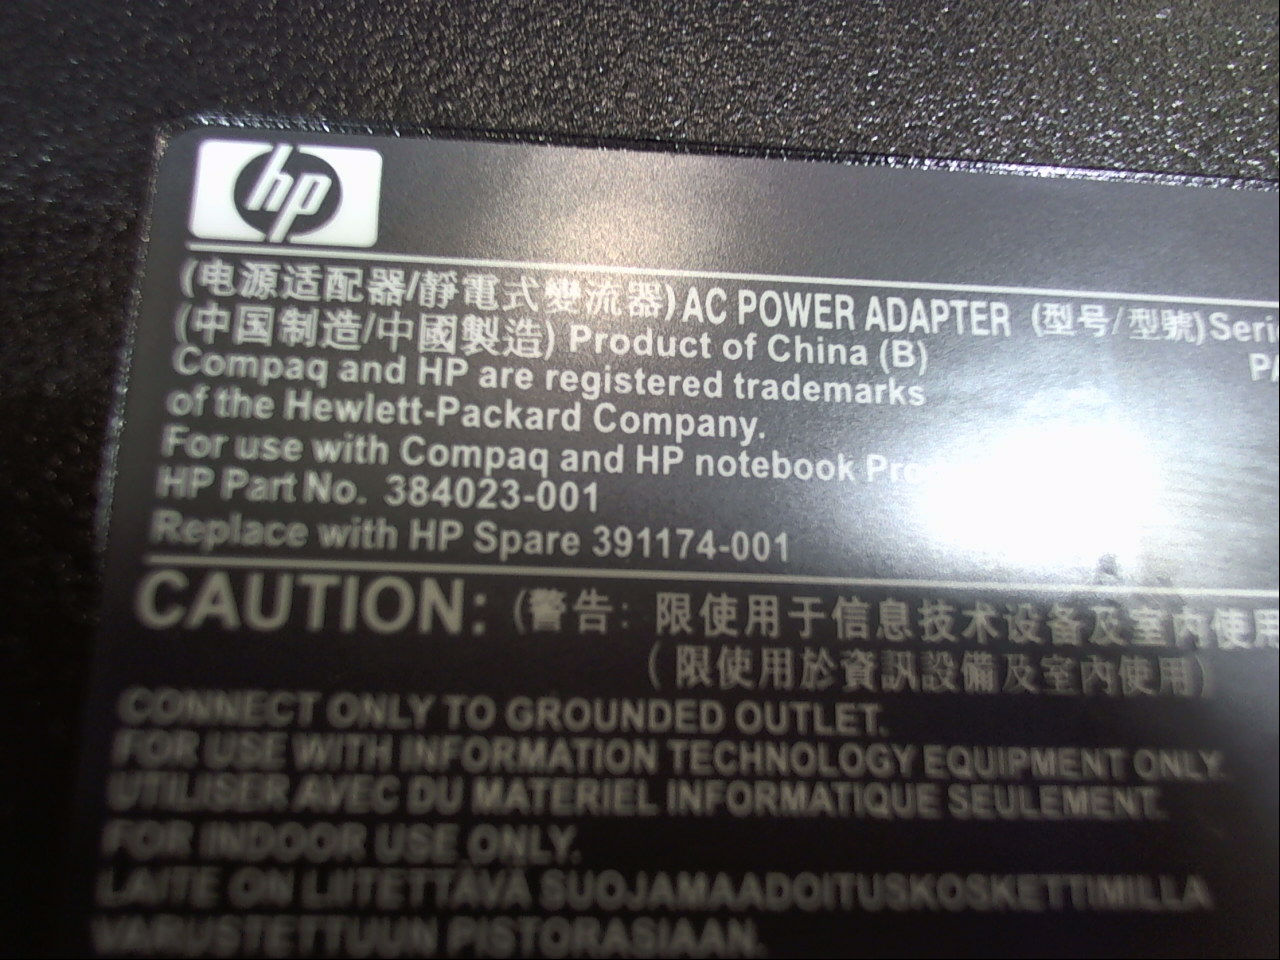 hp
(电源适配器/靜電式變流器) AC POWER ADAPTER (型号/型號) Seri
(中国制造/中國製造) Product of China (B) PA
Compaq and HP are registered trademarks
of the Hewlett-Packard Company.
For use with Compaq and HP notebook Pro
HP Part No. 384023-001
Replace with HP Spare 391174-001
CAUTION: (警告: 限使用于信息技术设备及室内使用
(限使用於資訊設備及室內使用)
CONNECT ONLY TO GROUNDED OUTLET.
FOR USE WITH INFORMATION TECHNOLOGY EQUIPMENT ONLY.
UTILISER AVEC DU MATERIEL INFORMATIQUE SEULEMENT.
FOR INDOOR USE ONLY.
LAITE ON LIITETTÄVÄ SUOJAMAADOITUSKOSKETTIMILLA
VARUSTETTUUN PISTORASIAAN.